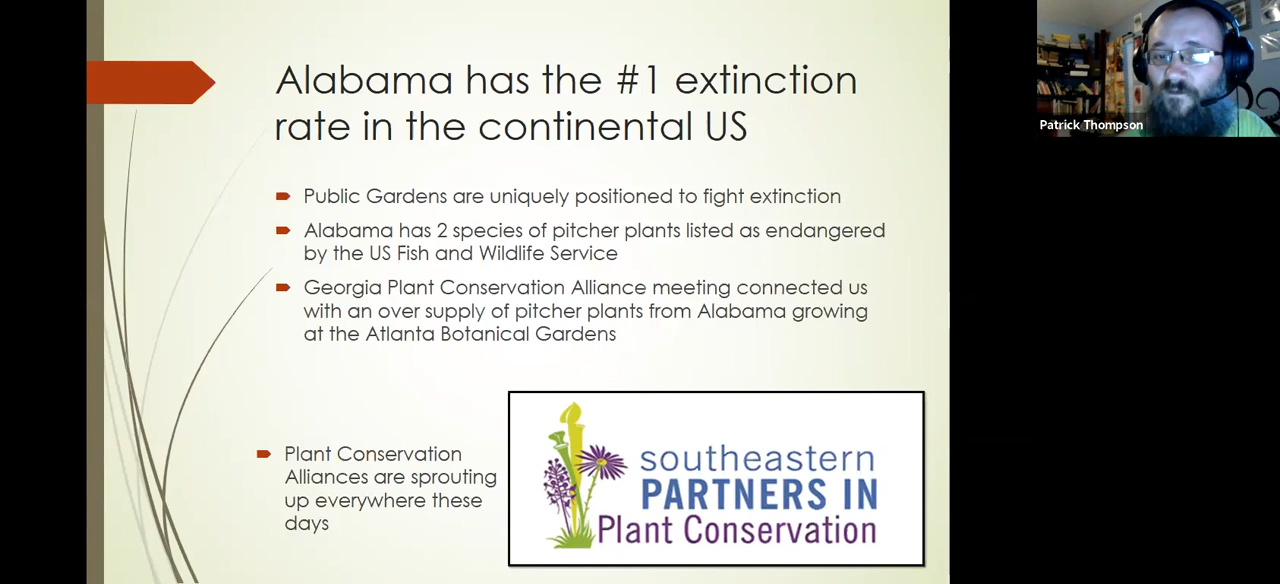 Alabama has the #1 extinction
rate in the continental US
Public Gardens are uniquely positioned to fight extinction
Alabama has 2 species of pitcher plants listed as endangered
by the US Fish and Wildlife Service
Georgia Plant Conservation Alliance meeting connected us
with an over supply of pitcher plants from Alabama growing
at the Atlanta Botanical Gardens
Plant Conservation
Alliances are sprouting
up everywhere these
days
southeastern
PARTNERS IN
Plant Conservation
Patrick Thompson